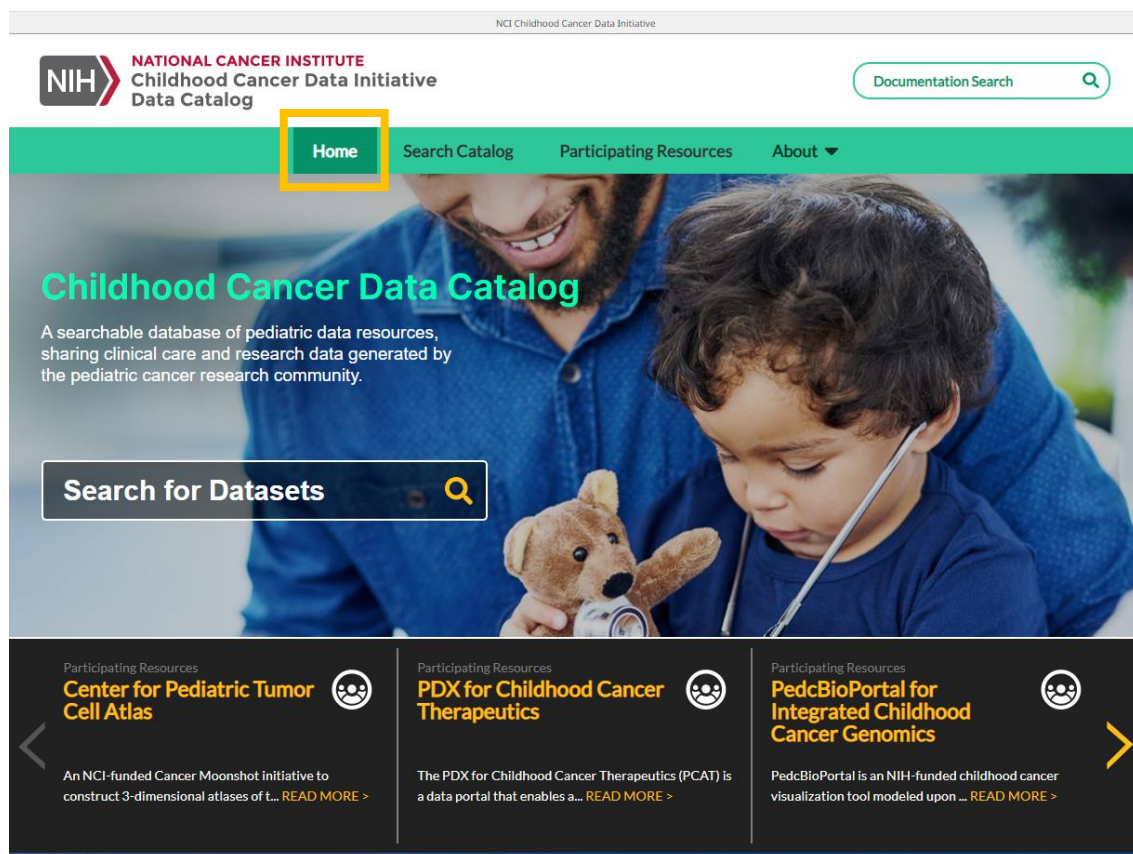 NCI Childhood Cancer Data Initiative
NIH
NATIONAL CANCER INSTITUTE
Childhood Cancer Data Initiative
Data Catalog
Documentation Search
Home
Search Catalog
Participating Resources
About
Childhood Cancer Data Catalog
A searchable database of pediatric data resources,
sharing clinical care and research data generated by
the pediatric cancer research community.
Search for Datasets
Participating Resources
Center for Pediatric Tumor
Cell Atlas
An NCI-funded Cancer Moonshot initiative to
construct 3-dimensional atlases of t... READ MORE >
Participating Resources
PDX for Childhood Cancer
Therapeutics
The PDX for Childhood Cancer Therapeutics (PCAT) is
a data portal that enables a... READ MORE >
Participating Resources
PedcBioPortal for
Integrated Childhood
Cancer Genomics
PedcBioPortal is an NIH-funded childhood cancer
visualization tool modeled upon ... READ MORE >